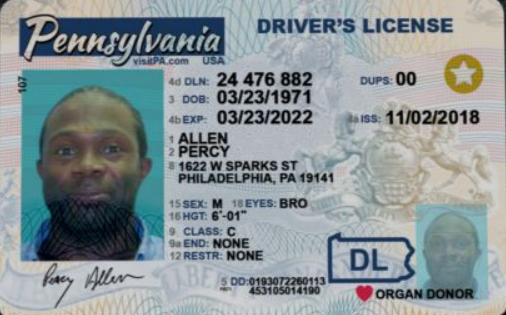 Pennsylvania
visitPA.com USA
DRIVER'S LICENSE
107
4d DLN: 24 476 882
DUPS: 00
3 DOB: 03/23/1971
4b EXP: 03/23/2022
4a ISS: 11/02/2018
1 ALLEN
2 PERCY
8 1622 W SPARKS ST
PHILADELPHIA, PA 19141
15 SEX: M 18 EYES: BRO
16 HGT: 6'-01"
9 CLASS: C
9a END: NONE
12 RESTR: NONE
Percy Allen
DL
5 DD: 0193072260113
453105014190
ORGAN DONOR